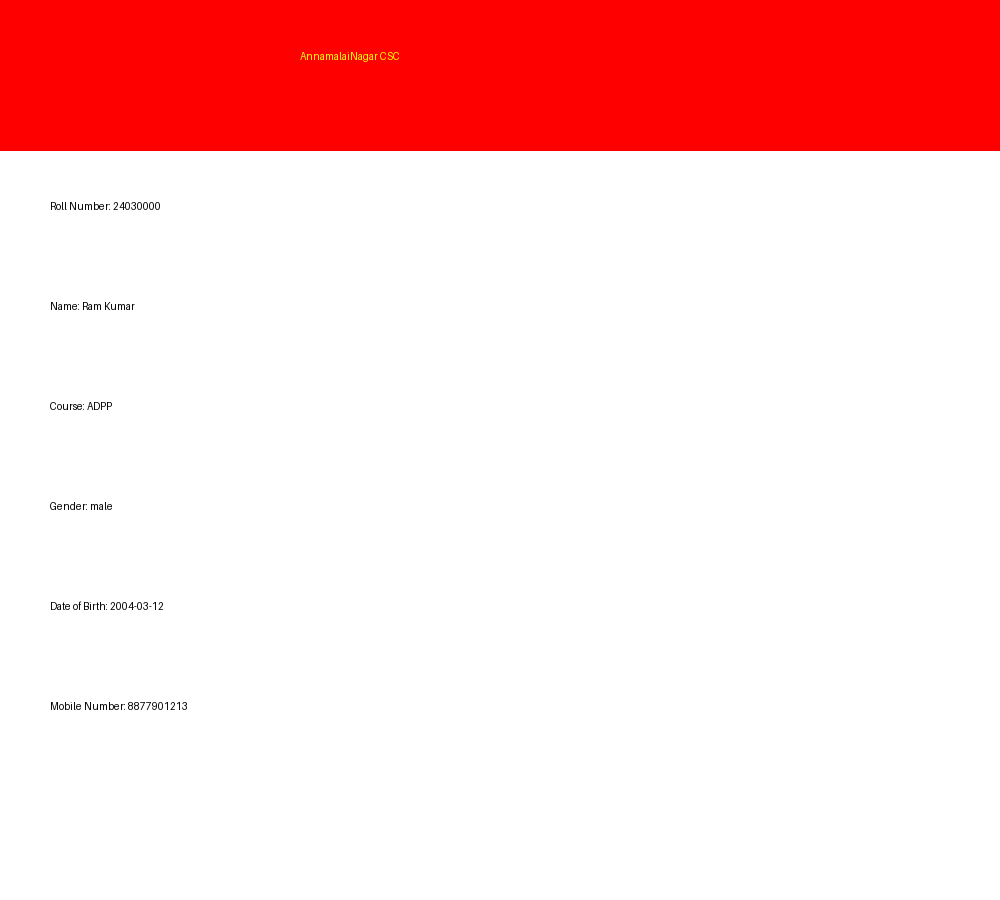 AnnamalaiNagar CSC
Roll Number: 24030000
Name: Ram Kumar
Course: ADPP
Gender: male
Date of Birth: 2004-03-12
Mobile Number: 8877901213